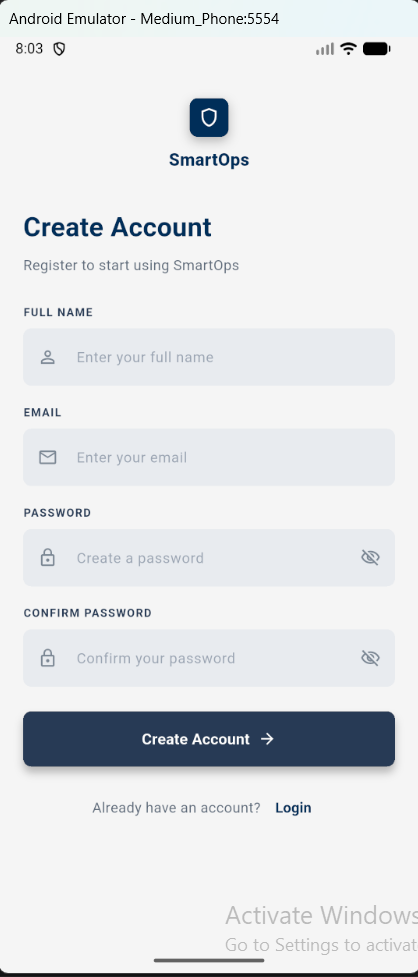 Android Emulator - Medium_Phone:5554
8:03
SmartOps
Create Account
Register to start using SmartOps
FULL NAME
Enter your full name
EMAIL
Enter your email
PASSWORD
Create a password
CONFIRM PASSWORD
Confirm your password
Create Account
Already have an account? Login
Activate Windows
Go to Settings to activat